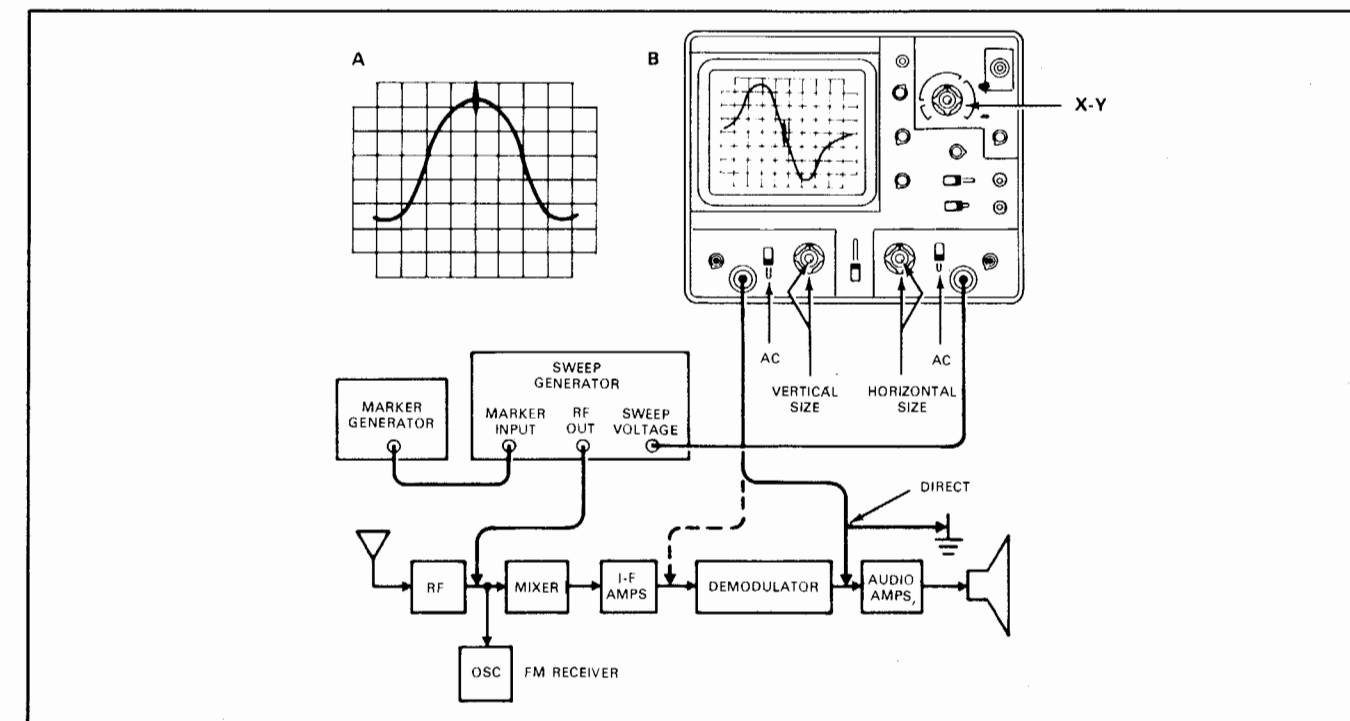 A
B
X-Y
AC
AC
VERTICAL
SIZE
HORIZONTAL
SIZE
SWEEP
GENERATOR
MARKER
GENERATOR
MARKER
INPUT
RF
OUT
SWEEP
VOLTAGE
DIRECT
RF
MIXER
I-F
AMPS
DEMODULATOR
AUDIO
AMPS,
OSC
FM RECEIVER